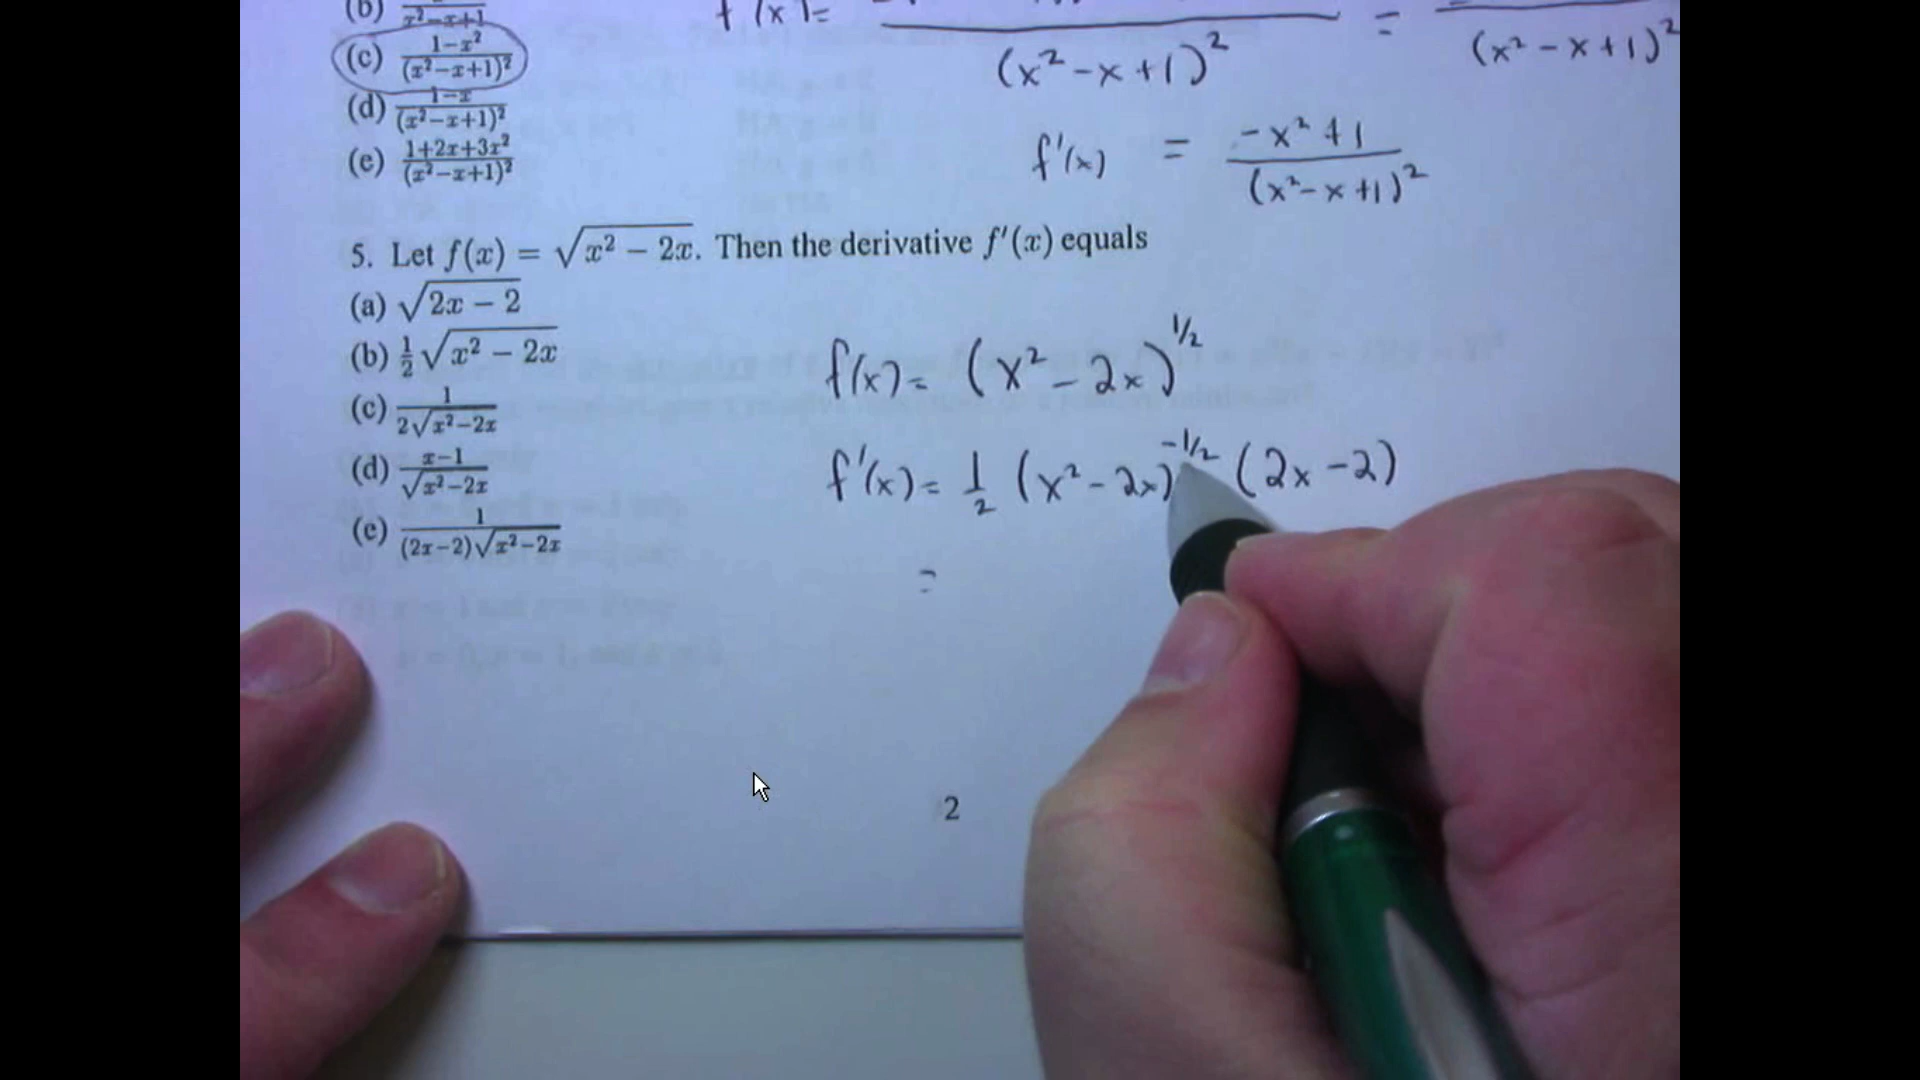 (b) x²−x+1
f'(x) = =
(c) 1−x² / (x²−x+1)²
(x² − x + 1)² (x² − x + 1)²
(d) 1−x / (x²−x+1)²
(e) 1+2x+3x² / (x²−x+1)²
f'(x) = −x² + 1 / (x² − x + 1)²
5. Let f(x) = √(x² − 2x). Then the derivative f′(x) equals
(a) √(2x − 2)
(b) ½√(x² − 2x)
(c) 1 / 2√(x²−2x)
(d) x−1 / √(x²−2x)
(e) 1 / (2x−2)√(x²−2x)
f(x) = (x² − 2x)^1/2
f'(x) = 1/2 (x² − 2x)^−1/2 (2x − 2)
=
2